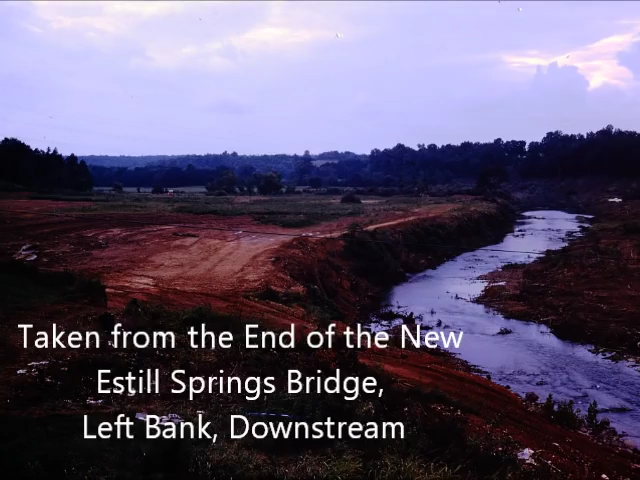 Taken from the End of the New
Estill Springs Bridge,
Left Bank, Downstream